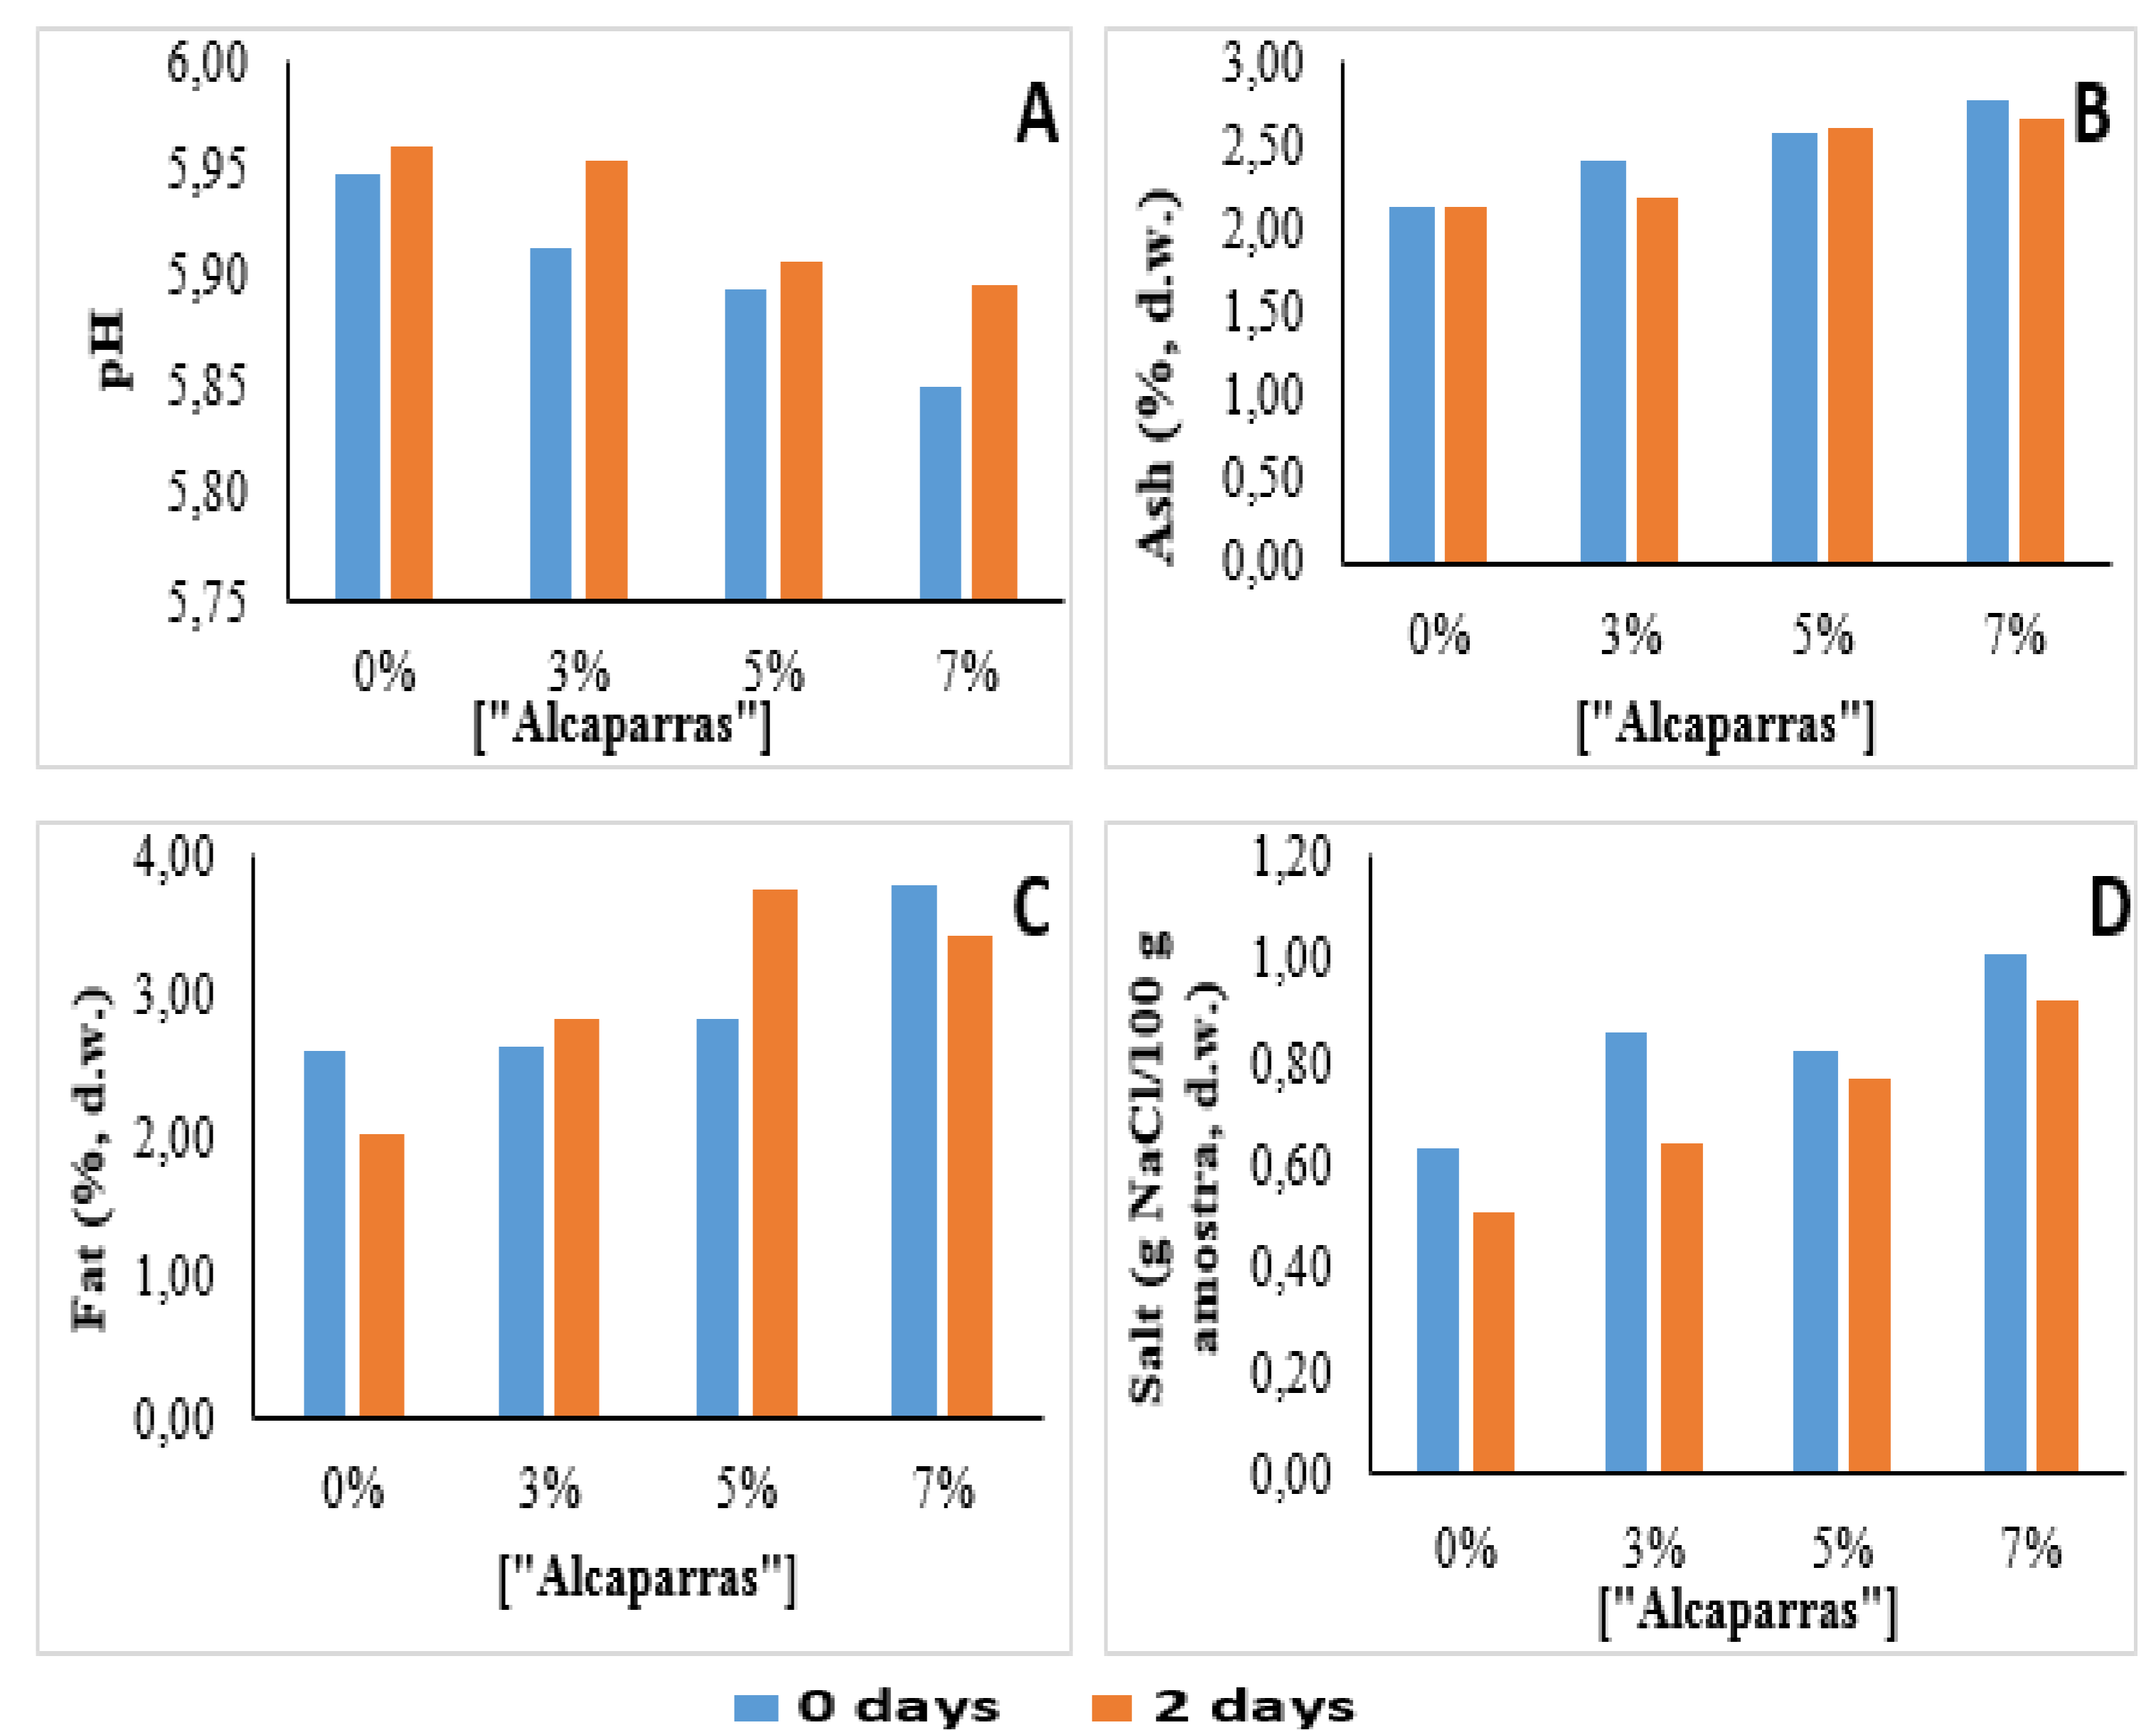 A
6,00
5,95
5,90
5,85
5,80
5,75
pH
0% 3% 5% 7%
["Alcaparras"]
B
3,00
2,50
2,00
1,50
1,00
0,50
0,00
Ash (%, d.w.)
0% 3% 5% 7%
["Alcaparras"]
C
4,00
3,00
2,00
1,00
0,00
Fat (%, d.w.)
0% 3% 5% 7%
["Alcaparras"]
D
1,20
1,00
0,80
0,60
0,40
0,20
0,00
Salt (g NaCl/100 g
amostra, d.w.)
0% 3% 5% 7%
["Alcaparras"]
0 days 2 days